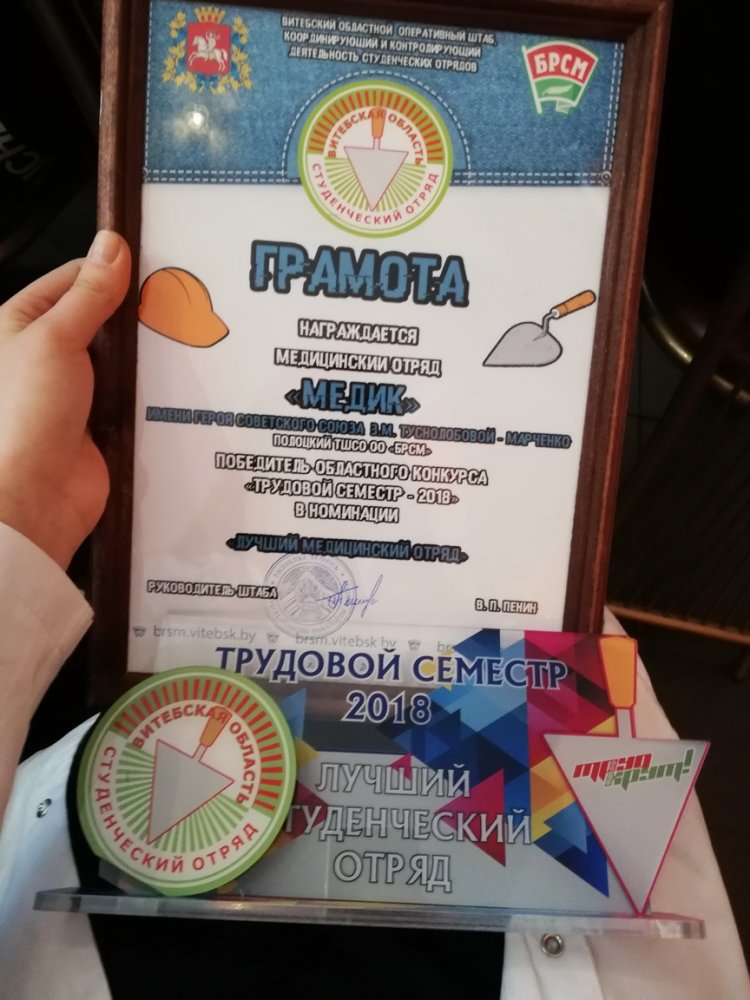 ВИТЕБСКИЙ ОБЛАСТНОЙ ОПЕРАТИВНЫЙ ШТАБ,
КООРДИНИРУЮЩИЙ И КОНТРОЛИРУЮЩИЙ
ДЕЯТЕЛЬНОСТЬ СТУДЕНЧЕСКИХ ОТРЯДОВ
БРСМ
ВИТЕБСКАЯ ОБЛАСТЬ
СТУДЕНЧЕСКИЙ ОТРЯД
ГРАМОТА
НАГРАЖДАЕТСЯ
МЕДИЦИНСКИЙ ОТРЯД
«МЕДИК»
ИМЕНИ ГЕРОЯ СОВЕТСКОГО СОЮЗА З.М. ТУСНОЛОБОВОЙ - МАРЧЕНКО
ПОЛОЦКИЙ ТШСО ОО «БРСМ»
ПОБЕДИТЕЛЬ ОБЛАСТНОГО КОНКУРСА
«ТРУДОВОЙ СЕМЕСТР - 2018»
В НОМИНАЦИИ
«ЛУЧШИЙ МЕДИЦИНСКИЙ ОТРЯД»
РУКОВОДИТЕЛЬ ШТАБА
В. П. ПЕНИН
brsm.vitebsk.by brsm.vitebsk.by br
ТРУДОВОЙ СЕМЕСТР
2018
ВИТЕБСКАЯ ОБЛАСТЬ
СТУДЕНЧЕСКИЙ ОТРЯД
ЛУЧШИЙ
ТУДЕНЧЕСКИЙ
ОТРЯД
труд
крут!